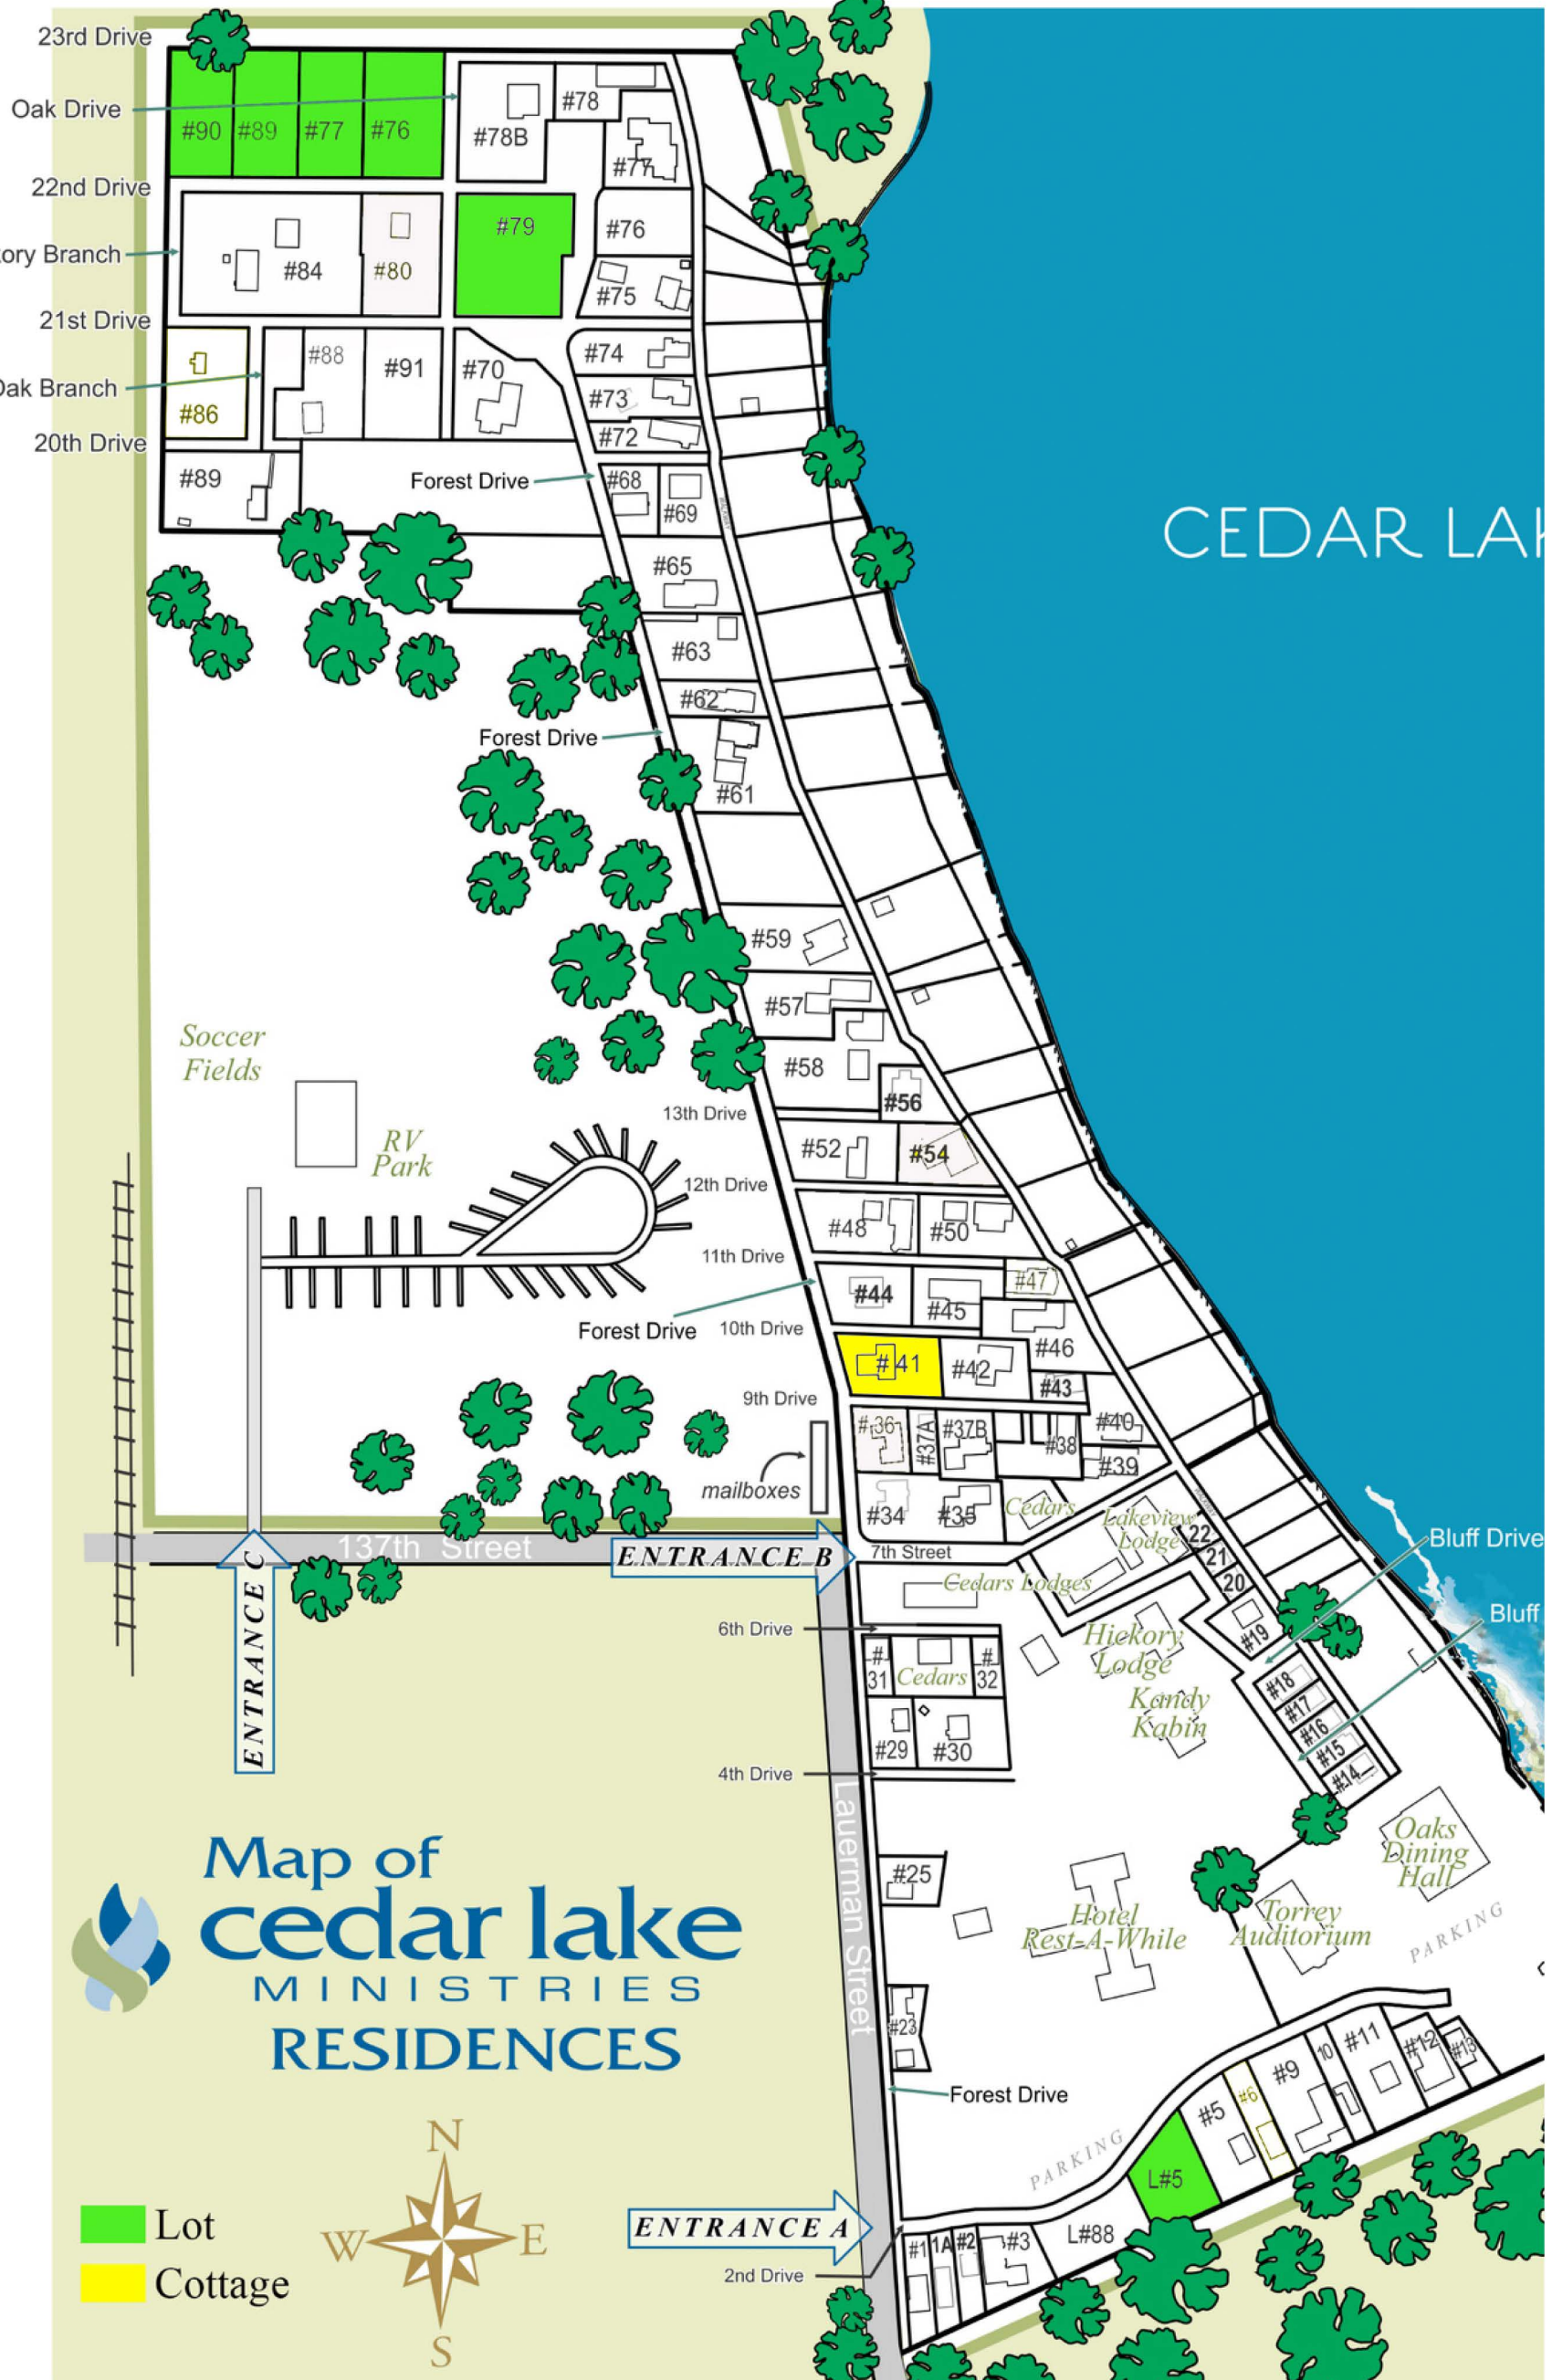 23rd Drive
Oak Drive
#90
#89
#77
#76
#78B
#78
#77
22nd Drive
ory Branch
#84
#80
#79
#76
#75
21st Drive
#88
#91
#70
#74
Oak Branch
#86
#73
#72
20th Drive
#89
Forest Drive
#68
#69
CEDAR LAK
#65
#63
#62
Forest Drive
#61
#59
#57
Soccer
Fields
#58
#56
13th Drive
RV
Park
#52
#54
12th Drive
#48
#50
11th Drive
#47
#44
#45
Forest Drive
10th Drive
#46
#41
#42
#43
9th Drive
#36
#37A
#37B
#38
#40
#39
mailboxes
#34
#35
Cedars
Lakeview
Lodge
22
21
20
137th Street
ENTRANCE B
7th Street
Bluff Drive
Cedars Lodges
ENTRANCE C
6th Drive
Bluff
#19
Hickory
Lodge
#31
Cedars
#32
Kandy
Kabin
#18
#17
#16
#15
#14
#29
#30
4th Drive
Lauerman Street
Oaks
Dining
Hall
Map of
cedar lake
MINISTRIES
RESIDENCES
#25
Hotel
Rest-A-While
Torrey
Auditorium
PARKING
#23
Forest Drive
#5
#6
#9
10
#11
#12
#13
PARKING
L#5
N
W
E
S
Lot
Cottage
ENTRANCE A
#1
1A
#2
#3
L#88
2nd Drive